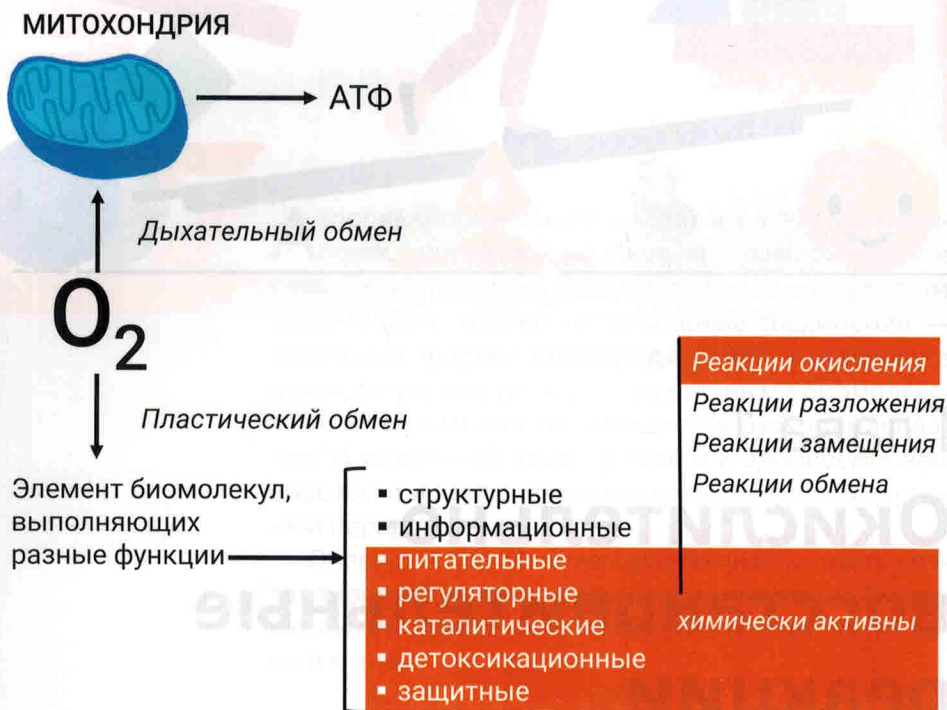 МИТОХОНДРИЯ
АТФ
Дыхательный обмен
O2
Пластический обмен
Элемент биомолекул,
выполняющих
разные функции
▪ структурные
▪ информационные
▪ питательные
▪ регуляторные
▪ каталитические
▪ детоксикационные
▪ защитные
Реакции окисления
Реакции разложения
Реакции замещения
Реакции обмена
химически активны